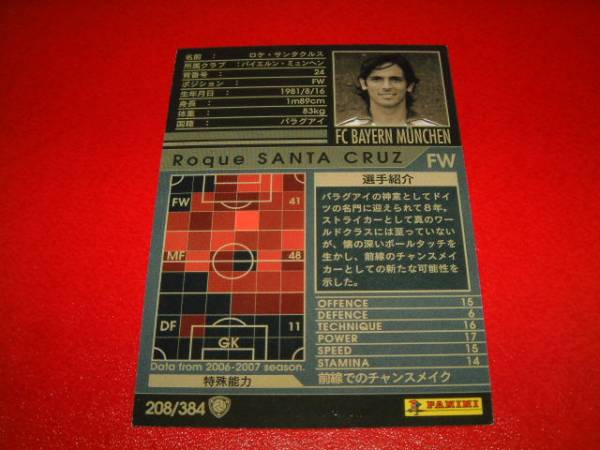 名前 : ロケ・サンタクルス
所属クラブ : バイエルン・ミュンヘン
背番号 : 24
ポジション : FW
生年月日 : 1981/8/16
身長 : 1m89cm
体重 : 83kg
国籍 : パラグアイ
FC BAYERN MÜNCHEN
Roque SANTA CRUZ FW
FW 41
MF 48
DF 11
GK
Data from 2006-2007 season.
特殊能力
選手紹介
パラグアイの神童としてドイ
ツの名門に迎えられて8年。
ストライカーとして真のワー
ルドクラスには至っていない
が、懐の深いボールタッチを
生かし、前線のチャンスメイ
カーとしての新たな可能性を
示した。
OFFENCE 15
DEFENCE 6
TECHNIQUE 16
POWER 17
SPEED 15
STAMINA 14
前線でのチャンスメイク
208/384
PANINI